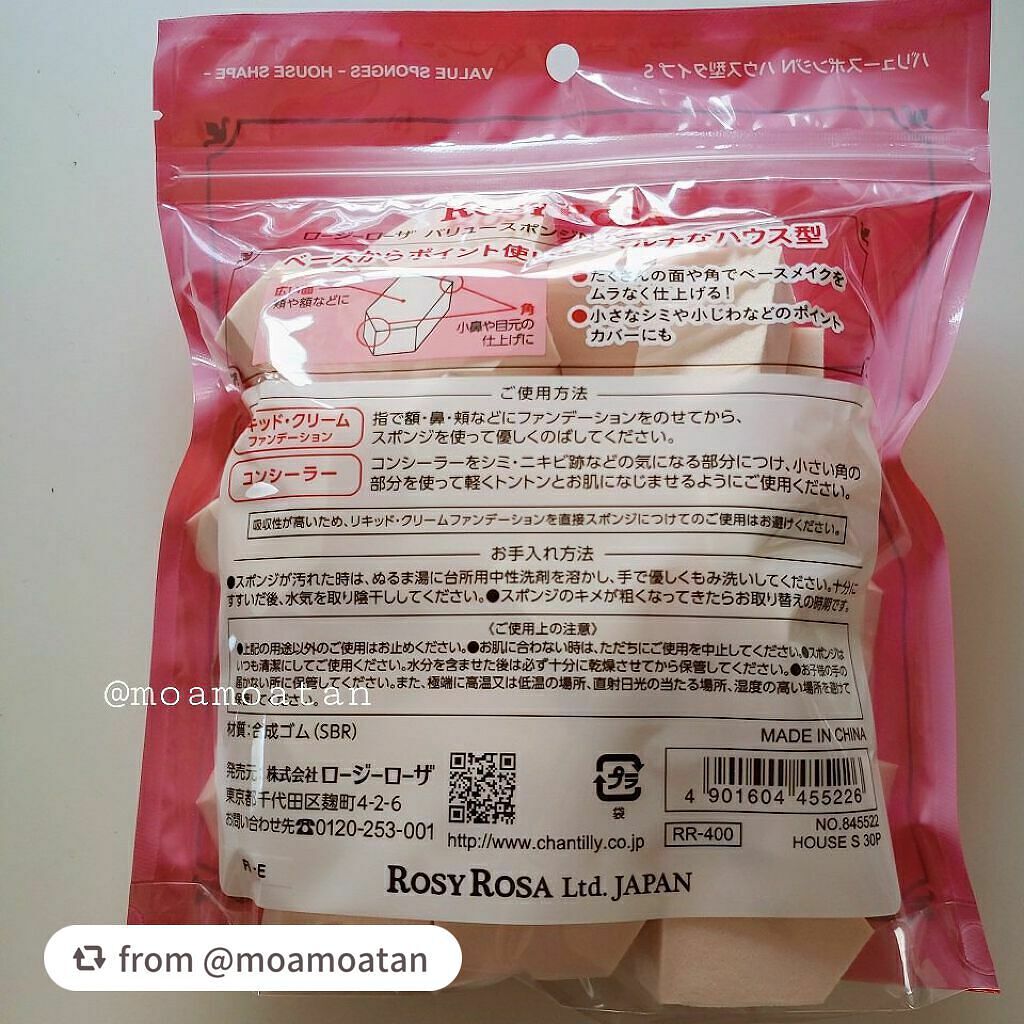 VALUE SPONGES - HOUSE SHAPE -
バリュースポンジN ハウス型タイプS
ROSY ROSA
ロージーローザ バリュースポンジN
なハウス型
ベースからポイント使い
広い面
頬や額などに
角
小鼻や目元の
仕上げに
●たくさんの面や角でベースメイクを
ムラなく仕上げる！
●小さなシミや小じわなどのポイント
カバーにも
ご使用方法
キッド・クリーム
ファンデーション
指で額・鼻・頬などにファンデーションをのせてから、
スポンジを使って優しくのばしてください。
コンシーラー
コンシーラーをシミ・ニキビ跡などの気になる部分につけ、小さい角の
部分を使って軽くトントンとお肌になじませるようにご使用ください。
吸収性が高いため、リキッド・クリームファンデーションを直接スポンジにつけてのご使用はお避けください。
お手入れ方法
●スポンジが汚れた時は、ぬるま湯に台所用中性洗剤を溶かし、手で優しくもみ洗いしてください。十分に
すすいだ後、水気を取り陰干ししてください。●スポンジのキメが粗くなってきたらお取り替えの時期です。
〈ご使用上の注意〉
●上記の用途以外のご使用はお止めください。●お肌に合わない時は、ただちにご使用を中止してください。●スポンジは
いつも清潔にしてご使用ください。水分を含ませた後は必ず十分に乾燥させてから保管してください。●お子様の手の
届かない所に保管してください。また、極端に高温又は低温の場所、直射日光の当たる場所、湿度の高い場所を避けて
保管してください。
@moamoatan
材質：合成ゴム（SBR）
MADE IN CHINA
発売元：株式会社 ロージーローザ
東京都千代田区麹町4-2-6
お問い合わせ先☎0120-253-001
http://www.chantilly.co.jp
プラ
袋
4 901604 455226
RR-400
NO.845522
HOUSE S 30P
R・E
ROSY ROSA Ltd. JAPAN
from @moamoatan